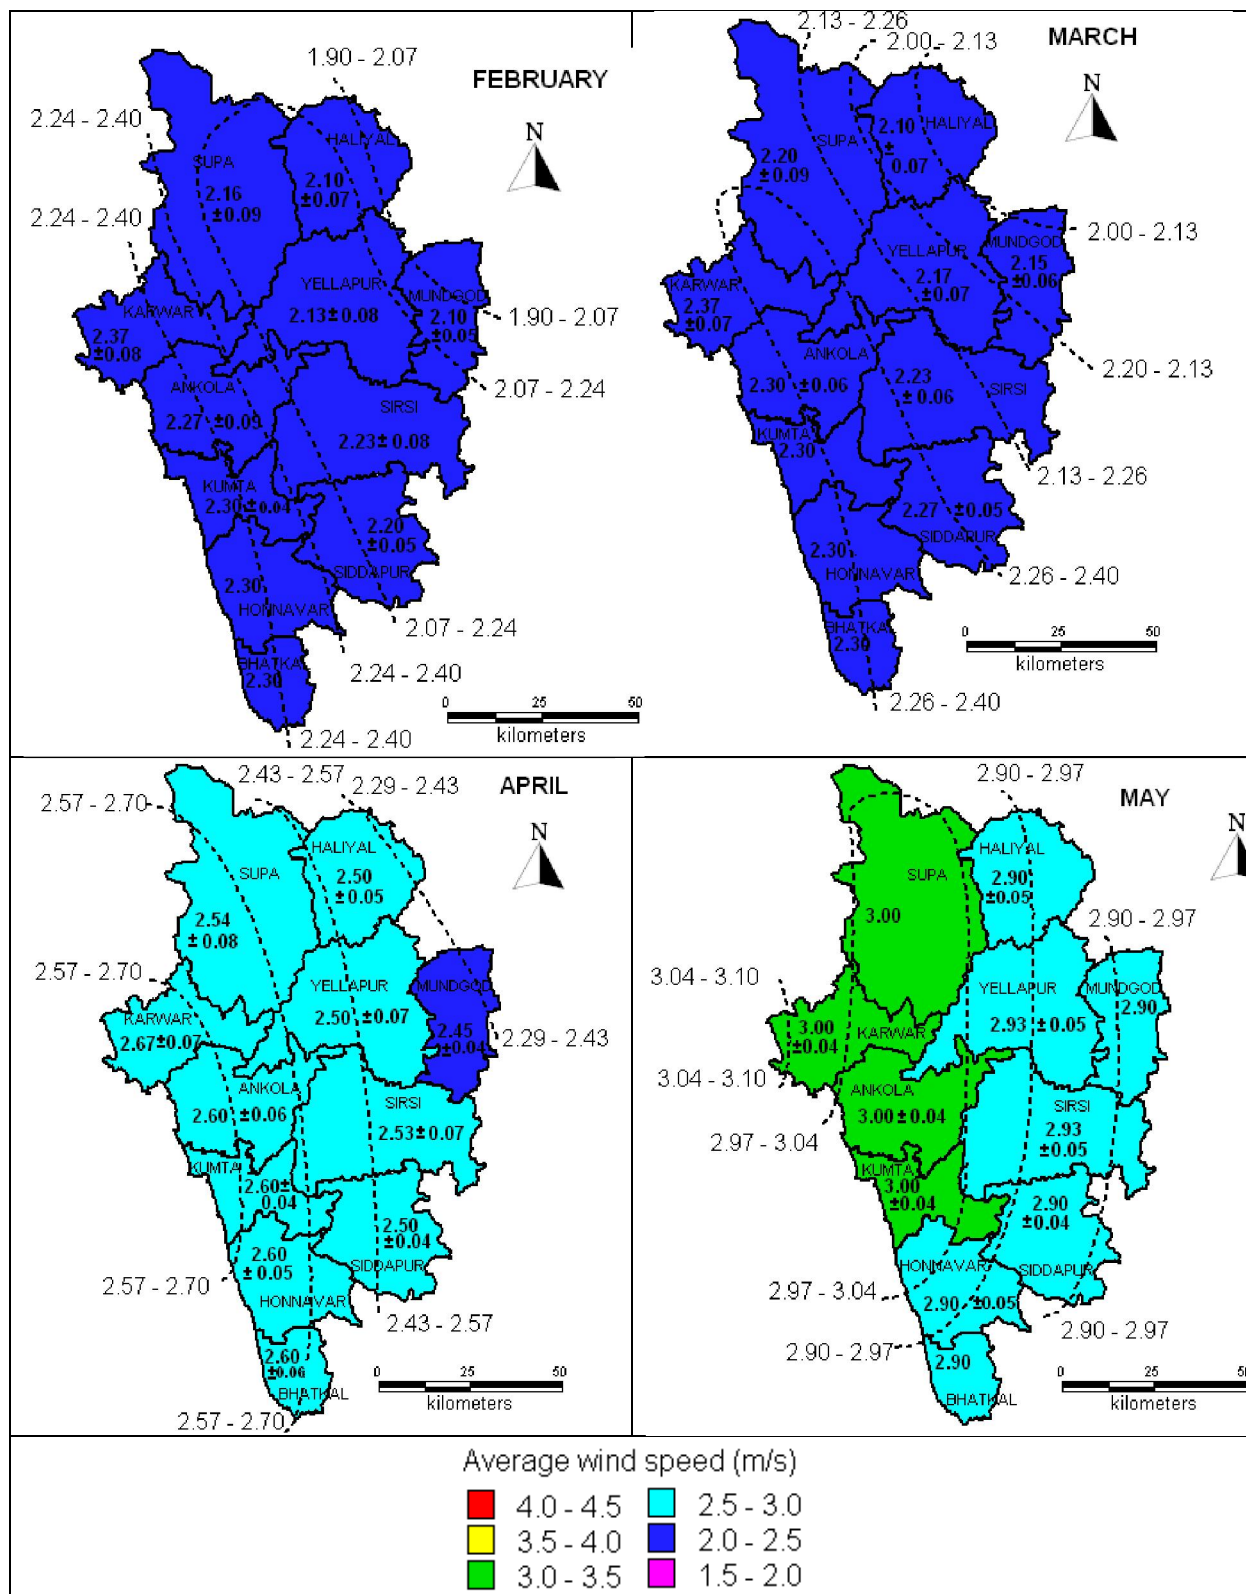 FEBRUARY
N
1.90 - 2.07
2.24 - 2.40
2.24 - 2.40
HALIYAL
2.10
±0.07
SUPA
2.16
±0.09
YELLAPUR
2.13±0.08
MUNDGOD
2.10
±0.05
1.90 - 2.07
KARWAR
2.37
±0.08
2.07 - 2.24
ANKOLA
2.27 ±0.09
SIRSI
2.23±0.08
KUMTA
2.30±0.04
2.20
±0.05
SIDDAPUR
2.30
HONNAVAR
2.07 - 2.24
BHATKAL
2.30
2.24 - 2.40
2.24 - 2.40
0 25 50
kilometers
2.13 - 2.26
2.00 - 2.13
MARCH
N
SUPA
2.20
±0.09
HALIYAL
2.10
±
0.07
2.00 - 2.13
YELLAPUR
2.17
±0.07
MUNDGOD
2.15
±0.06
KARWAR
2.37
±0.07
ANKOLA
2.30 ±0.06
2.20 - 2.13
2.23
±0.06
SIRSI
KUMTA
2.30
2.13 - 2.26
2.27 ±0.05
SIDDAPUR
2.30
HONNAVAR
2.26 - 2.40
BHATKAL
2.30
2.26 - 2.40
0 25 50
kilometers
2.43 - 2.57
2.29 - 2.43
APRIL
2.57 - 2.70
N
HALIYAL
2.50
±0.05
SUPA
2.54
±0.08
2.57 - 2.70
YELLAPUR
2.50 ±0.07
MUNDGOD
2.45
±0.04
2.29 - 2.43
KARWAR
2.67±0.07
ANKOLA
2.60 ±0.06
SIRSI
2.53±0.07
KUMTA
2.60±
0.04
2.50
±0.04
SIDDAPUR
2.60
±0.05
HONNAVAR
2.57 - 2.70
2.43 - 2.57
2.60
±0.06
BHATKAL
2.57 - 2.70
0 25 50
kilometers
2.90 - 2.97
MAY
N
HALIYAL
2.90
±0.05
SUPA
3.00
2.90 - 2.97
3.04 - 3.10
YELLAPUR
2.93 ±0.05
MUNDGOD
2.90
3.00
±0.04
KARWAR
3.04 - 3.10
ANKOLA
3.00±0.04
2.97 - 3.04
SIRSI
2.93
±0.05
KUMTA
3.00
±0.04
2.90
±0.04
SIDDAPUR
HONNAVAR
2.90 ±0.05
2.97 - 3.04
2.90 - 2.97
2.90 - 2.97
2.90
BHATKAL
0 25 50
kilometers
Average wind speed (m/s)
4.0 - 4.5
2.5 - 3.0
3.5 - 4.0
2.0 - 2.5
3.0 - 3.5
1.5 - 2.0